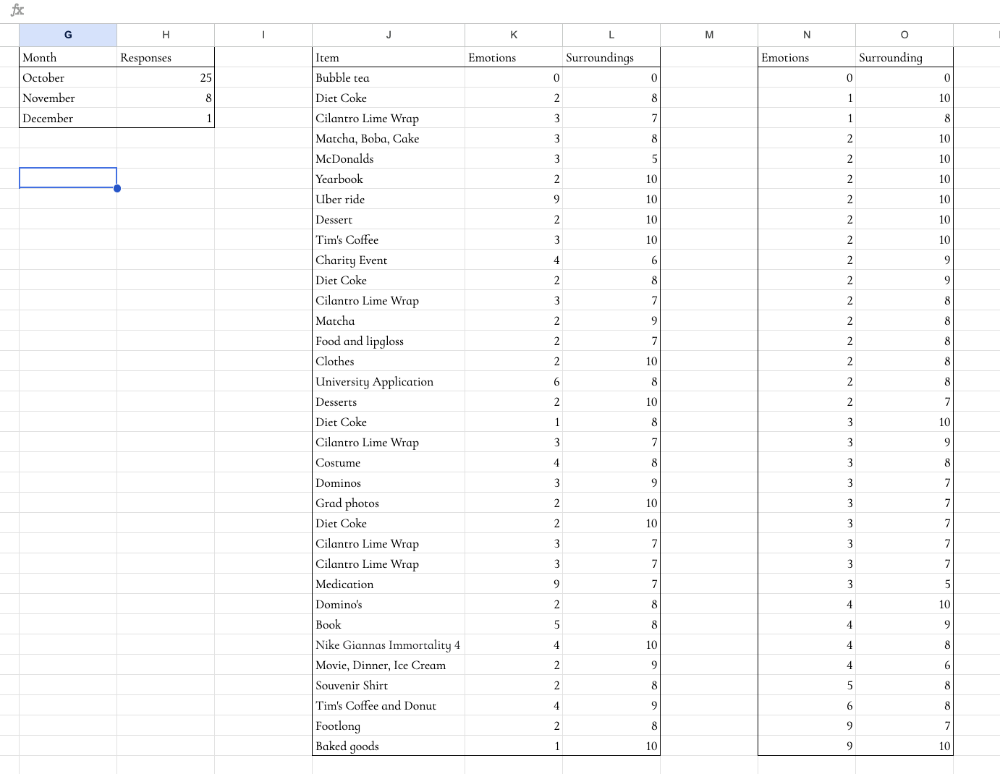 fx
G H I J K L M N O
Month Responses Item Emotions Surroundings Emotions Surrounding
October 25 Bubble tea 0 0 0 0
November 8 Diet Coke 2 8 1 10
December 1 Cilantro Lime Wrap 3 7 1 8
Matcha, Boba, Cake 3 8 2 10
McDonalds 3 5 2 10
Yearbook 2 10 2 10
Uber ride 9 10 2 10
Dessert 2 10 2 10
Tim's Coffee 3 10 2 10
Charity Event 4 6 2 9
Diet Coke 2 8 2 9
Cilantro Lime Wrap 3 7 2 8
Matcha 2 9 2 8
Food and lipgloss 2 7 2 8
Clothes 2 10 2 8
University Application 6 8 2 8
Desserts 2 10 2 7
Diet Coke 1 8 3 10
Cilantro Lime Wrap 3 7 3 9
Costume 4 8 3 8
Dominos 3 9 3 7
Grad photos 2 10 3 7
Diet Coke 2 10 3 7
Cilantro Lime Wrap 3 7 3 7
Cilantro Lime Wrap 3 7 3 7
Medication 9 7 3 5
Domino's 2 8 4 10
Book 5 8 4 9
Nike Giannas Immortality 4 4 10 4 8
Movie, Dinner, Ice Cream 2 9 4 6
Souvenir Shirt 2 8 5 8
Tim's Coffee and Donut 4 9 6 8
Footlong 2 8 9 7
Baked goods 1 10 9 10